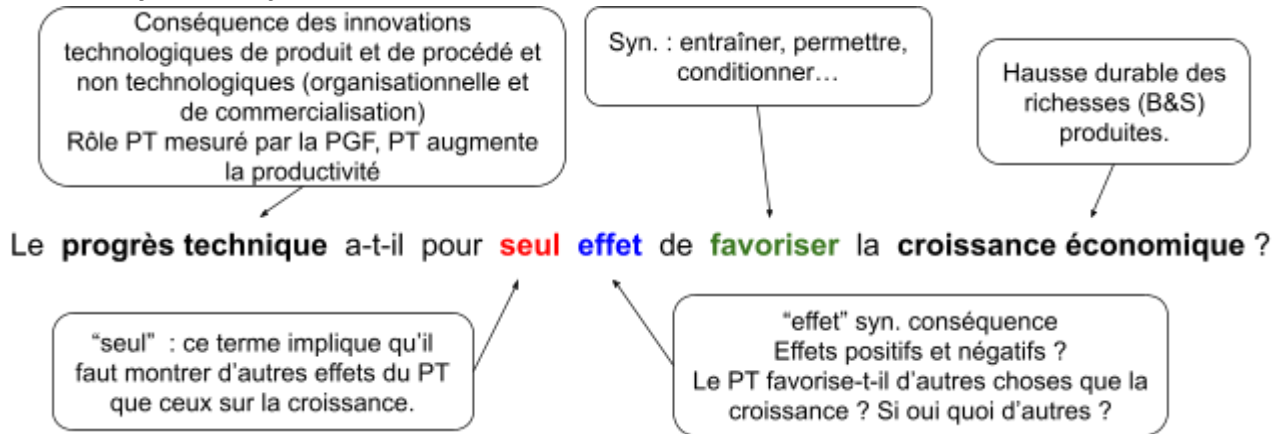 Conséquence des innovations
technologiques de produit et de procédé et
non technologiques (organisationnelle et
de commercialisation)
Rôle PT mesuré par la PGF, PT augmente
la productivité
Syn. : entraîner, permettre,
conditionner…
Hausse durable des
richesses (B&S)
produites.
Le progrès technique a-t-il pour seul effet de favoriser la croissance économique ?
“seul” : ce terme implique qu’il
faut montrer d’autres effets du PT
que ceux sur la croissance.
“effet” syn. conséquence
Effets positifs et négatifs ?
Le PT favorise-t-il d’autres choses que la
croissance ? Si oui quoi d’autres ?